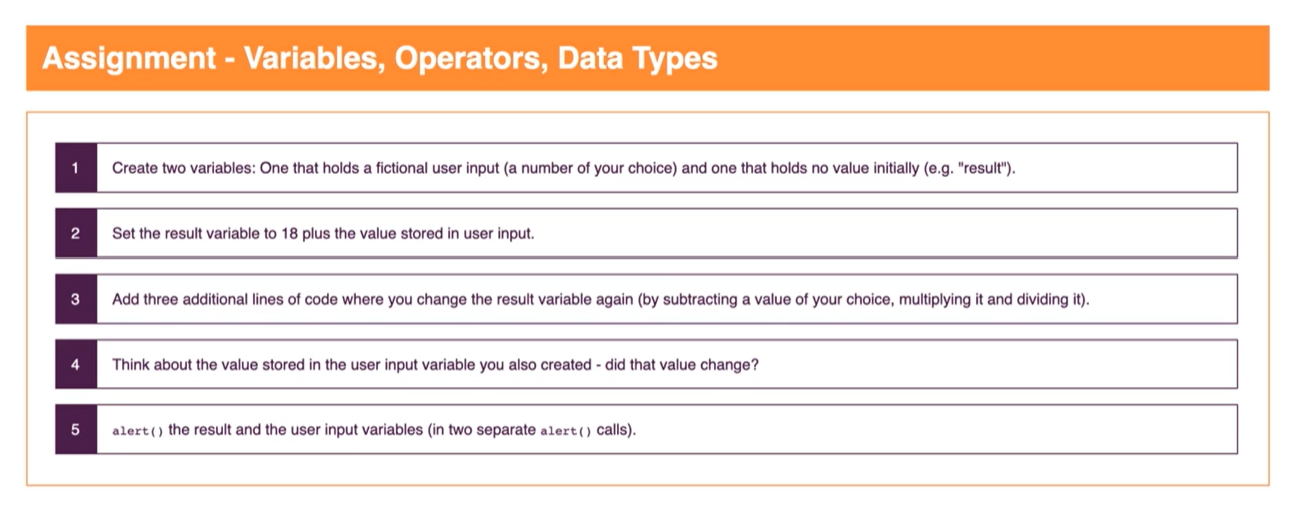 Assignment - Variables, Operators, Data Types
1 Create two variables: One that holds a fictional user input (a number of your choice) and one that holds no value initially (e.g. "result").
2 Set the result variable to 18 plus the value stored in user input.
3 Add three additional lines of code where you change the result variable again (by subtracting a value of your choice, multiplying it and dividing it).
4 Think about the value stored in the user input variable you also created - did that value change?
5 alert() the result and the user input variables (in two separate alert() calls).